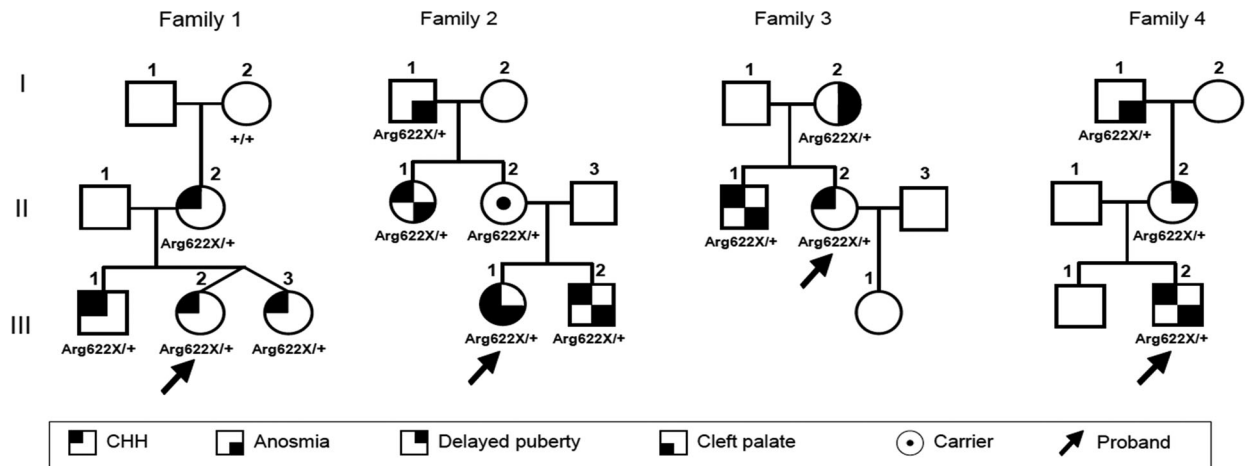 Family 1 Family 2 Family 3 Family 4
I
1 2 1 2 1 2 1 2
+/+ Arg622X/+ Arg622X/+ Arg622X/+
II
1 2 1 2 3 1 2 3 1 2
Arg622X/+ Arg622X/+ Arg622X/+ Arg622X/+ Arg622X/+ Arg622X/+
III
1 2 3 1 2 1 1 2
Arg622X/+ Arg622X/+ Arg622X/+ Arg622X/+ Arg622X/+ Arg622X/+
CHH Anosmia Delayed puberty Cleft palate Carrier Proband